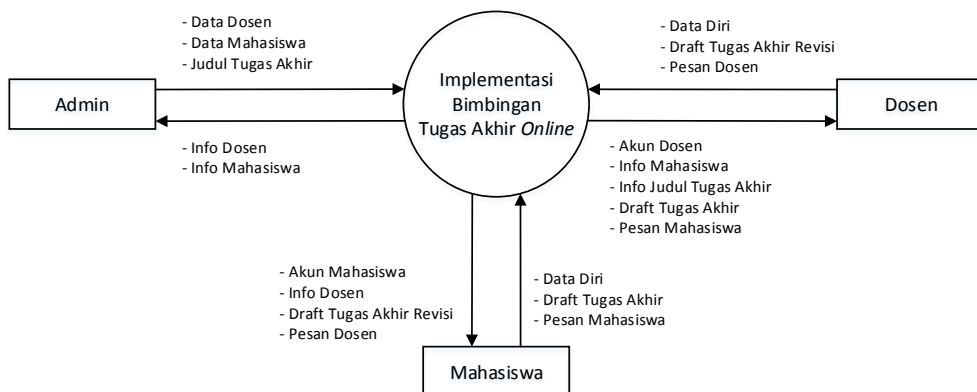 - Data Dosen
- Data Mahasiswa
- Judul Tugas Akhir
Admin
- Info Dosen
- Info Mahasiswa
Implementasi
Bimbingan
Tugas Akhir Online
- Data Diri
- Draft Tugas Akhir Revisi
- Pesan Dosen
Dosen
- Akun Dosen
- Info Mahasiswa
- Info Judul Tugas Akhir
- Draft Tugas Akhir
- Pesan Mahasiswa
- Akun Mahasiswa
- Info Dosen
- Draft Tugas Akhir Revisi
- Pesan Dosen
- Data Diri
- Draft Tugas Akhir
- Pesan Mahasiswa
Mahasiswa